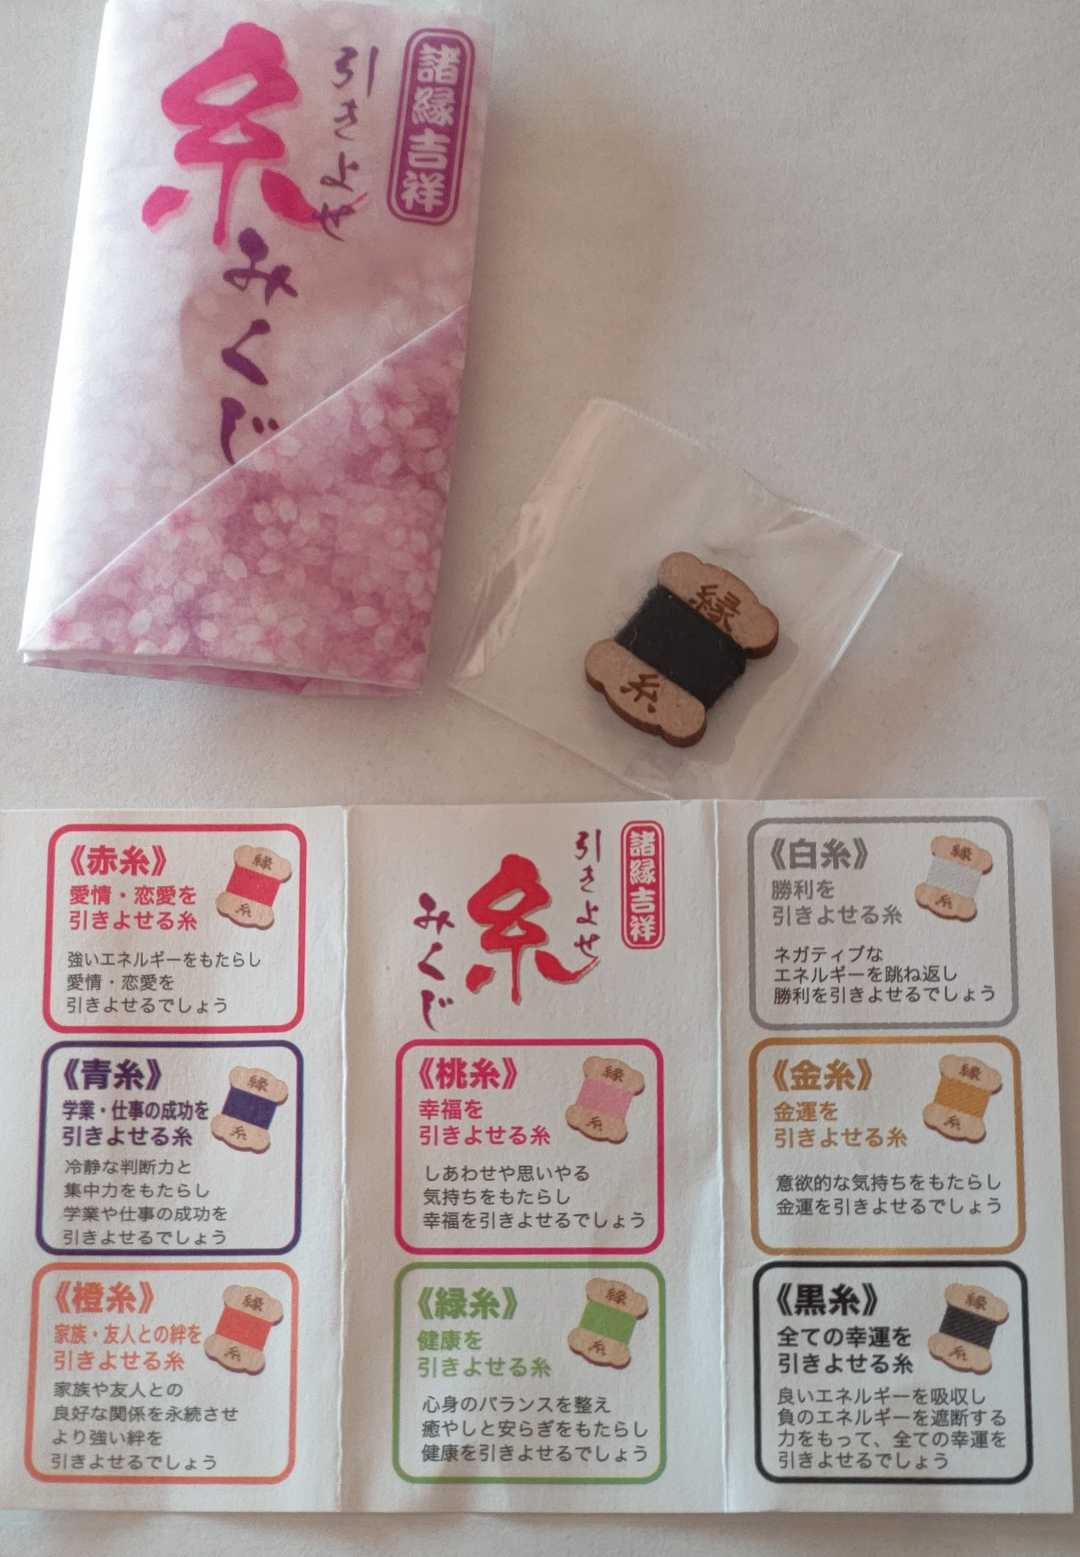 諸縁吉祥
引きよせ
糸みくじ
縁
糸
《赤糸》
愛情・恋愛を
引きよせる糸
縁
糸
強いエネルギーをもたらし
愛情・恋愛を
引きよせるでしょう
《青糸》
学業・仕事の成功を
引きよせる糸
縁
糸
冷静な判断力と
集中力をもたらし
学業や仕事の成功を
引きよせるでしょう
《橙糸》
家族・友人との絆を
引きよせる糸
縁
糸
家族や友人との
良好な関係を永続させ
より強い絆を
引きよせるでしょう
諸縁吉祥
引きよせ
糸
みくじ
《桃糸》
幸福を
引きよせる糸
縁
糸
しあわせや思いやる
気持ちをもたらし
幸福を引きよせるでしょう
《緑糸》
健康を
引きよせる糸
縁
糸
心身のバランスを整え
癒やしと安らぎをもたらし
健康を引きよせるでしょう
《白糸》
勝利を
引きよせる糸
縁
糸
ネガティブな
エネルギーを跳ね返し
勝利を引きよせるでしょう
《金糸》
金運を
引きよせる糸
縁
糸
意欲的な気持ちをもたらし
金運を引きよせるでしょう
《黒糸》
全ての幸運を
引きよせる糸
縁
糸
良いエネルギーを吸収し
負のエネルギーを遮断する
力をもって、全ての幸運を
引きよせるでしょう